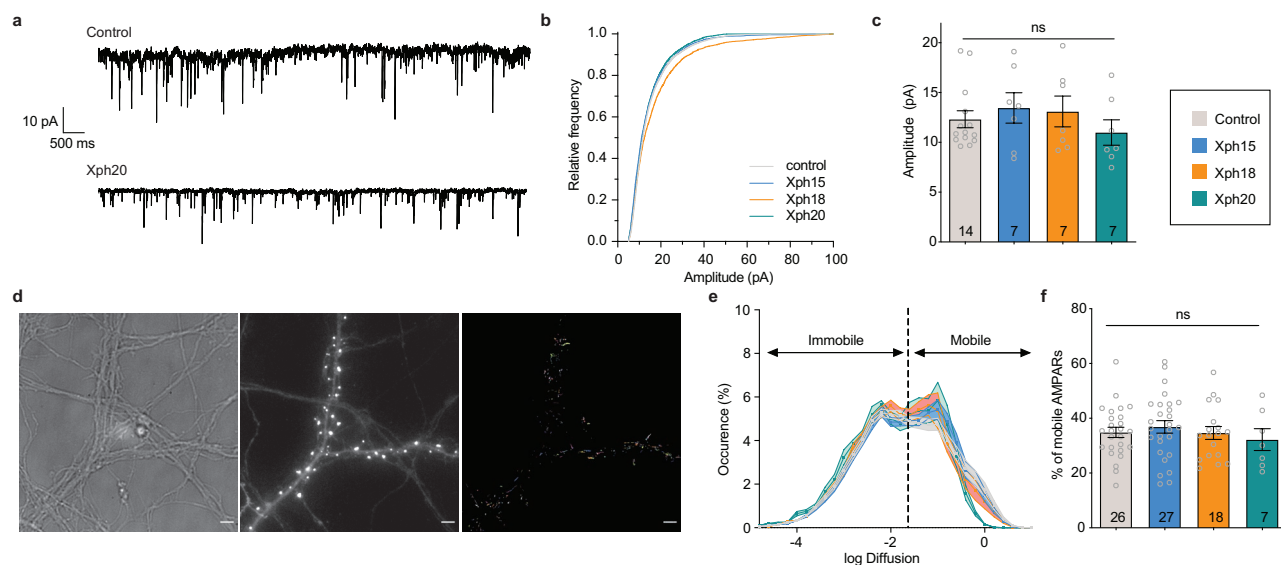 a
Control
10 pA
500 ms
Xph20
b
Relative frequency
1.0
0.8
0.6
0.4
0.2
0.0
control
Xph15
Xph18
Xph20
0
20
40
60
80
100
Amplitude (pA)
c
ns
Amplitude (pA)
20
15
10
5
0
14
7
7
7
Control
Xph15
Xph18
Xph20
d
e
Occurence (%)
10
8
6
4
2
0
Immobile
Mobile
-4
-2
0
log Diffusion
f
ns
% of mobile AMPARs
80
60
40
20
0
26
27
18
7